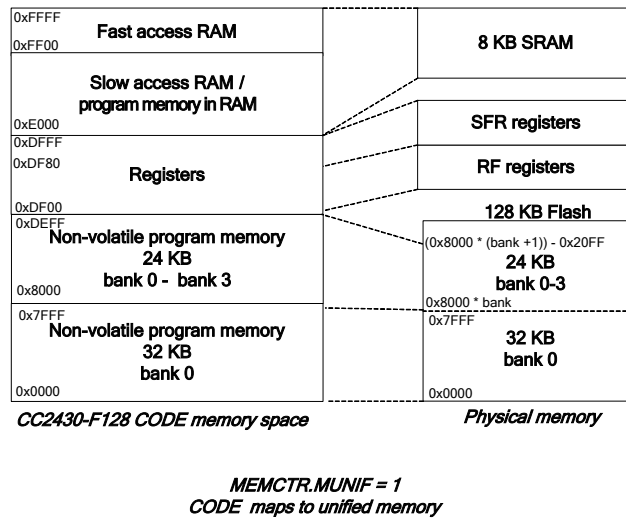 0xFFFF
Fast access RAM
0xFF00
Slow access RAM /
program memory in RAM
0xE000
0xDFFF
0xDF80
Registers
0xDF00
0xDEFF
Non-volatile program memory
24 KB
bank 0 - bank 3
0x8000
0x7FFF
Non-volatile program memory
32 KB
bank 0
0x0000
CC2430-F128 CODE memory space
8 KB SRAM
SFR registers
RF registers
128 KB Flash
((0x8000 * (bank +1)) - 0x20FF
24 KB
bank 0-3
0x8000 * bank
0x7FFF
32 KB
bank 0
0x0000
Physical memory
MEMCTR.MUNIF = 1
CODE maps to unified memory